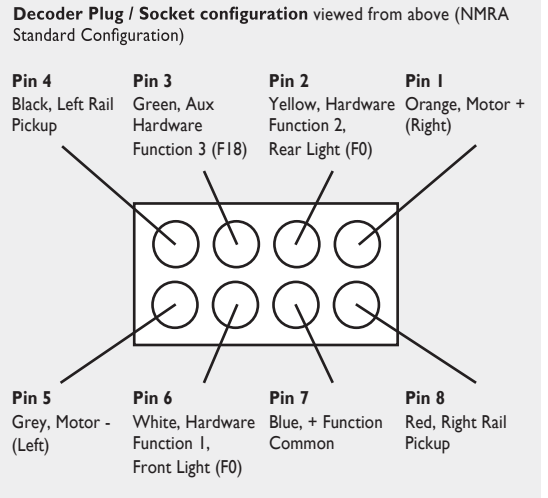 Decoder Plug / Socket configuration viewed from above (NMRA
Standard Configuration)
Pin 4
Black, Left Rail
Pickup
Pin 3
Green, Aux
Hardware
Function 3 (F18)
Pin 2
Yellow, Hardware
Function 2,
Rear Light (F0)
Pin 1
Orange, Motor +
(Right)
Pin 5
Grey, Motor -
(Left)
Pin 6
White, Hardware
Function 1,
Front Light (F0)
Pin 7
Blue, + Function
Common
Pin 8
Red, Right Rail
Pickup